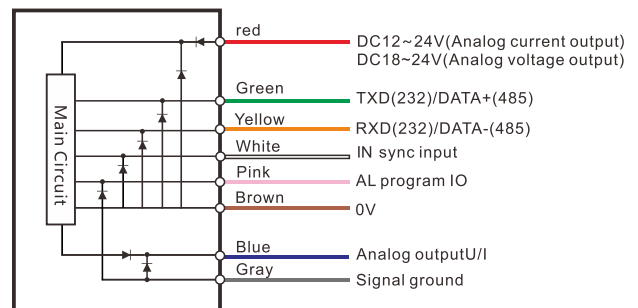 red
DC12~24V(Analog current output)
DC18~24V(Analog voltage output)
Green
TXD(232)/DATA+(485)
Yellow
RXD(232)/DATA-(485)
White
IN sync input
Pink
AL program IO
Brown
0V
Blue
Analog outputU/I
Gray
Signal ground
Main Circuit